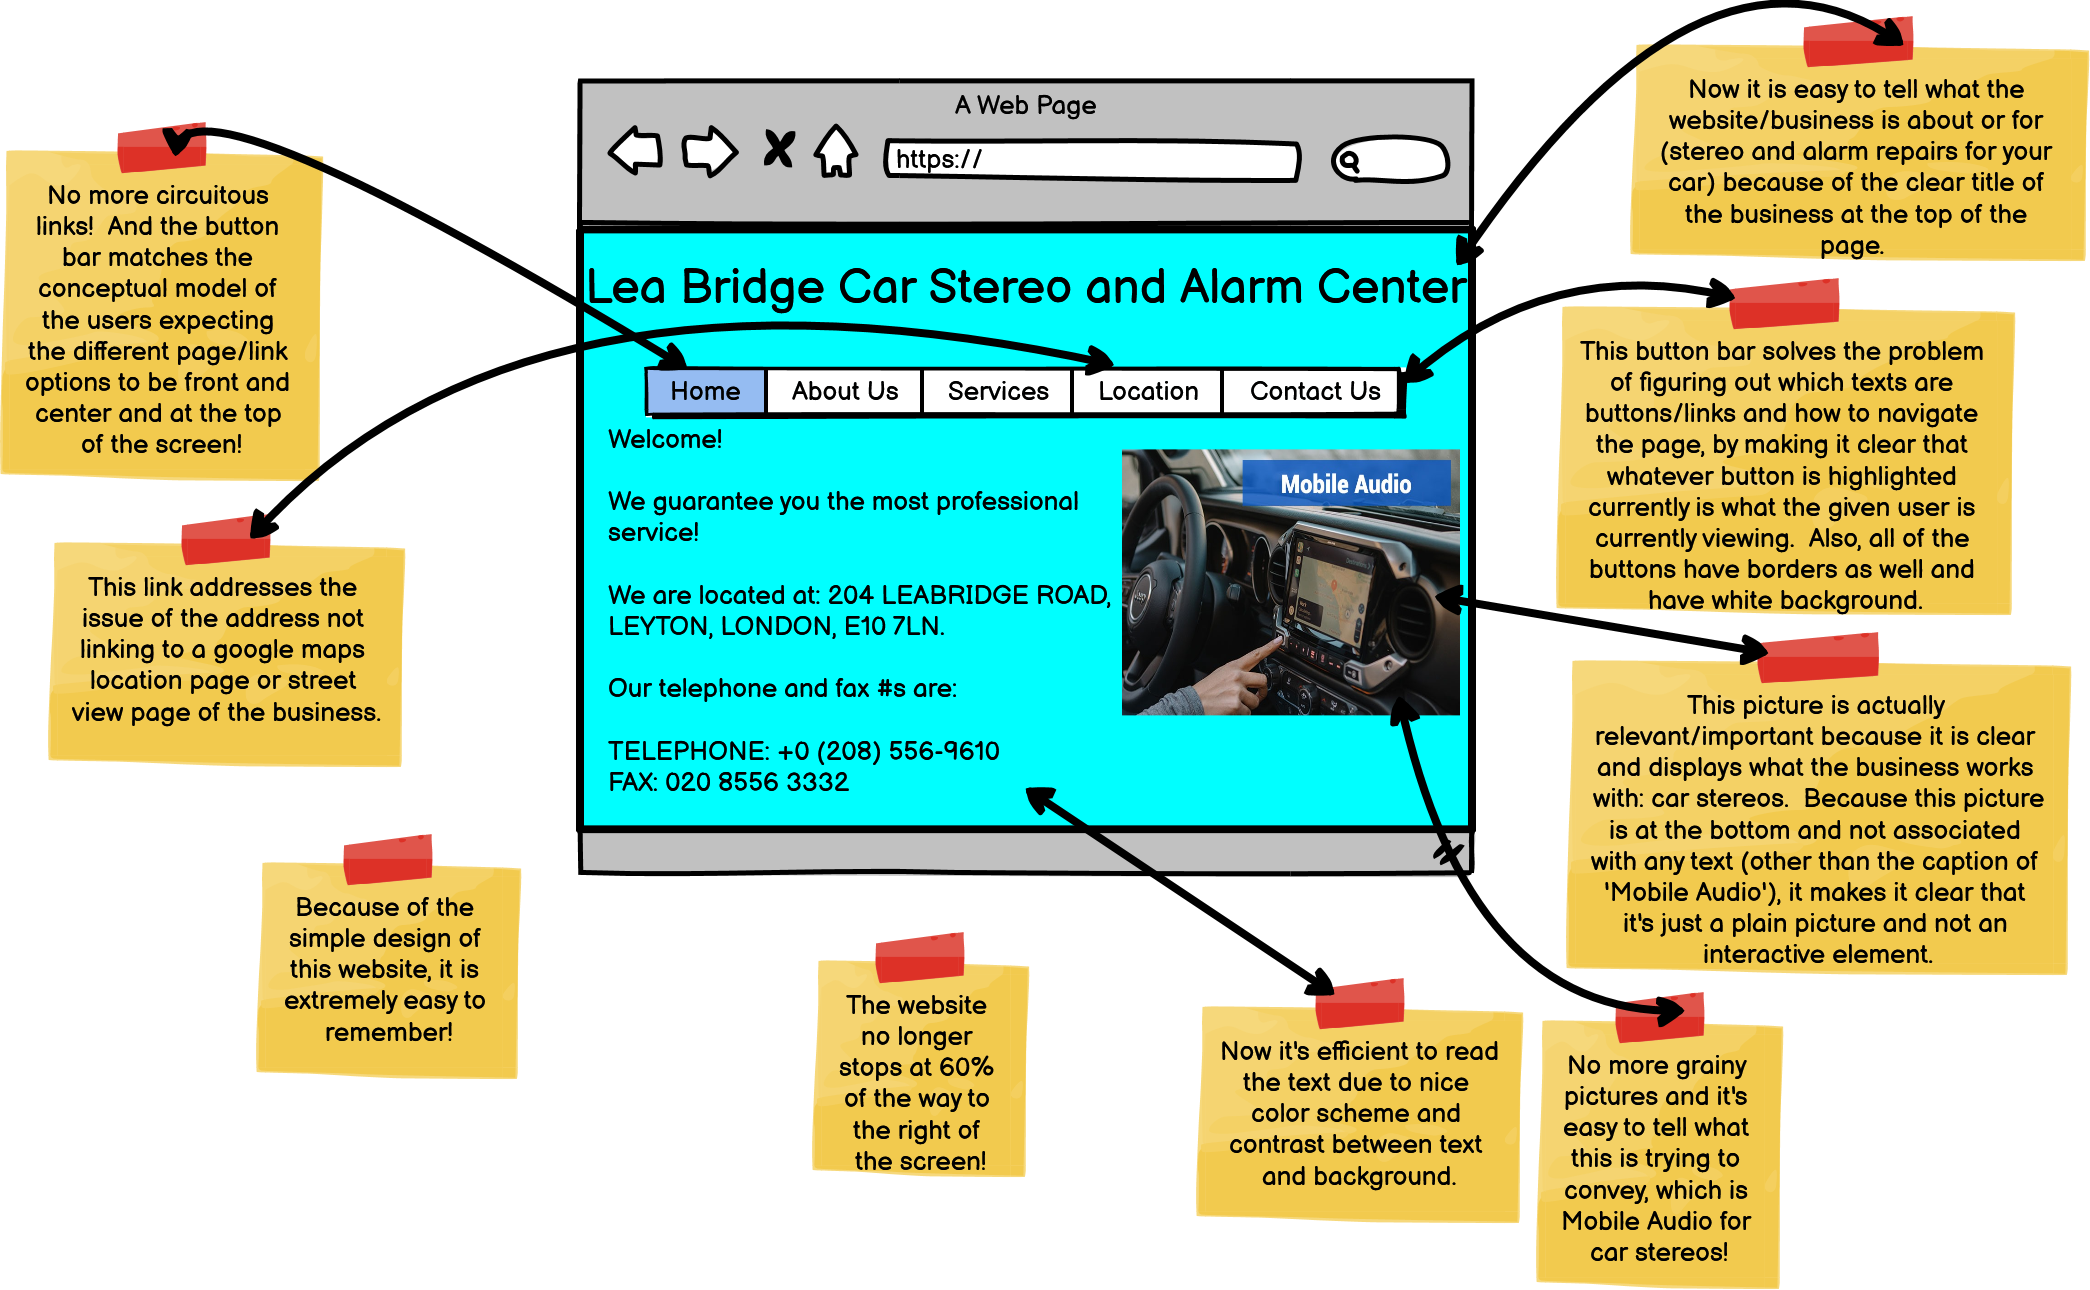 A Web Page
https://
Lea Bridge Car Stereo and Alarm Center
Home
About Us
Services
Location
Contact Us
Welcome!
We guarantee you the most professional
service!
We are located at: 204 LEABRIDGE ROAD,
LEYTON, LONDON, E10 7LN.
Our telephone and fax #s are:
TELEPHONE: +0 (208) 556-9610
FAX: 020 8556 3332
Mobile Audio
No more circuitous
links!  And the button
bar matches the
conceptual model of
the users expecting
the different page/link
options to be front and
center and at the top
of the screen!
This link addresses the
issue of the address not
linking to a google maps
location page or street
view page of the business.
Because of the
simple design of
this website, it is
extremely easy to
remember!
The website
no longer
stops at 60%
of the way to
the right of
the screen!
Now it's efficient to read
the text due to nice
color scheme and
contrast between text
and background.
No more grainy
pictures and it's
easy to tell what
this is trying to
convey, which is
Mobile Audio for
car stereos!
Now it is easy to tell what the
website/business is about or for
(stereo and alarm repairs for your
car) because of the clear title of
the business at the top of the
page.
This button bar solves the problem
of figuring out which texts are
buttons/links and how to navigate
the page, by making it clear that
whatever button is highlighted
currently is what the given user is
currently viewing.  Also, all of the
buttons have borders as well and
have white background.
This picture is actually
relevant/important because it is clear
and displays what the business works
with: car stereos.  Because this picture
is at the bottom and not associated
with any text (other than the caption of
'Mobile Audio'), it makes it clear that
it's just a plain picture and not an
interactive element.